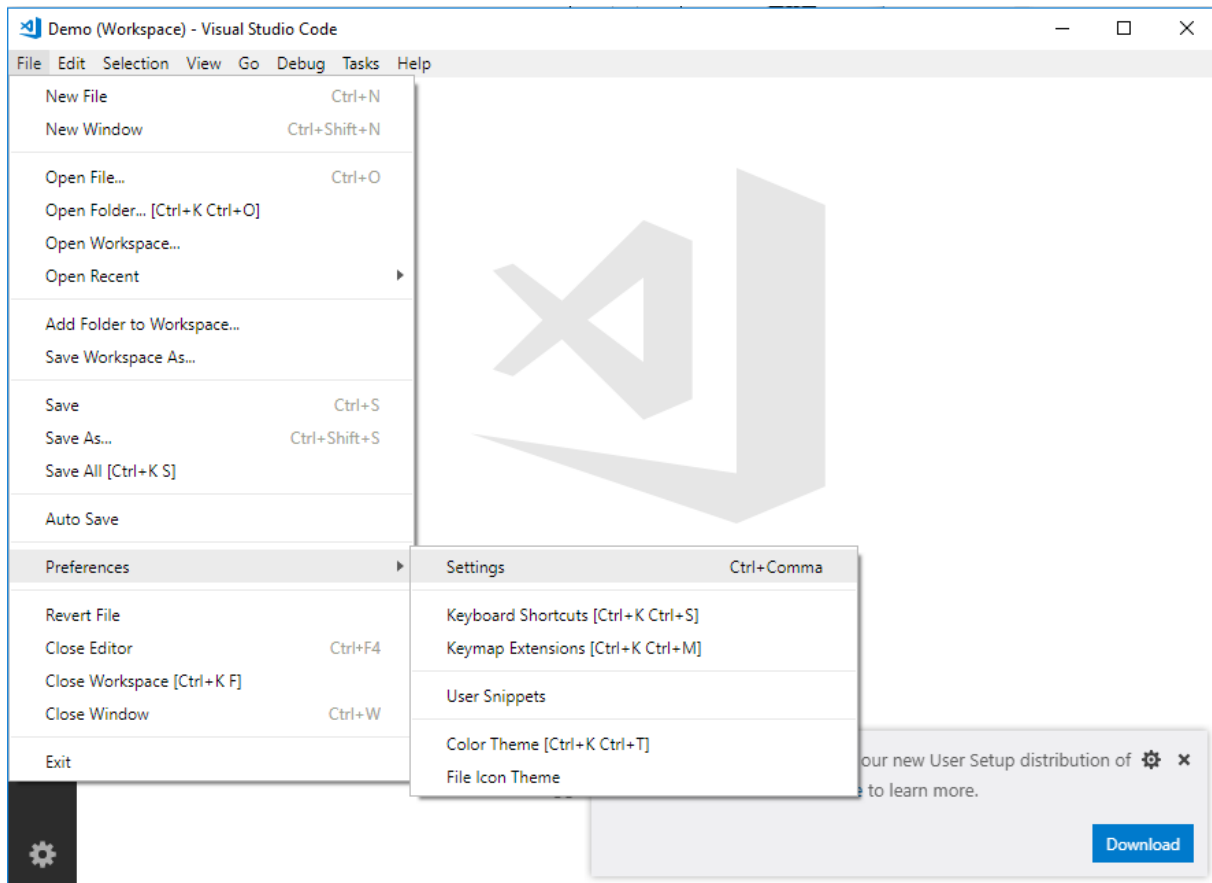 Demo (Workspace) - Visual Studio Code
File Edit Selection View Go Debug Tasks Help
New File Ctrl+N
New Window Ctrl+Shift+N
Open File... Ctrl+O
Open Folder... [Ctrl+K Ctrl+O]
Open Workspace...
Open Recent
Add Folder to Workspace...
Save Workspace As...
Save Ctrl+S
Save As... Ctrl+Shift+S
Save All [Ctrl+K S]
Auto Save
Preferences
Settings Ctrl+Comma
Revert File
Keyboard Shortcuts [Ctrl+K Ctrl+S]
Close Editor Ctrl+F4
Keymap Extensions [Ctrl+K Ctrl+M]
Close Workspace [Ctrl+K F]
User Snippets
Close Window Ctrl+W
Color Theme [Ctrl+K Ctrl+T]
Exit
File Icon Theme
our new User Setup distribution of
to learn more.
Download